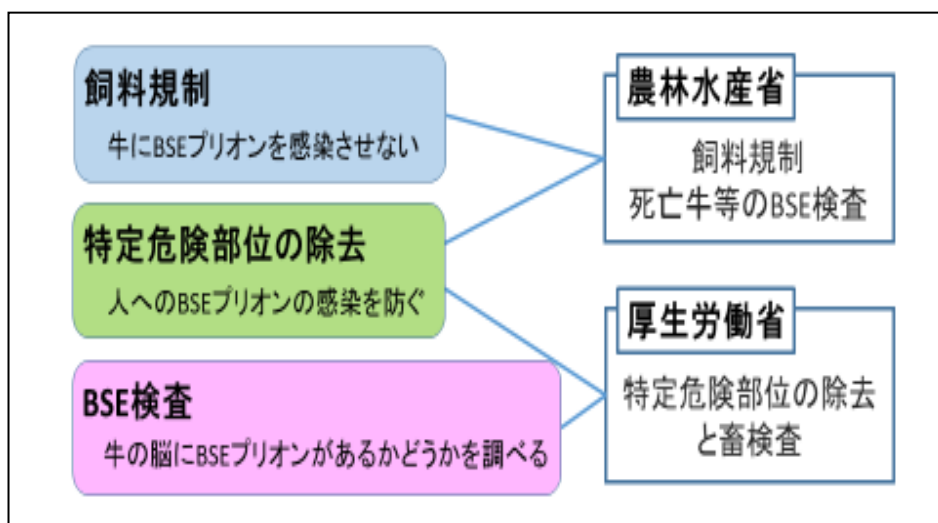 飼料規制
牛にBSEプリオンを感染させない
特定危険部位の除去
人へのBSEプリオンの感染を防ぐ
BSE検査
牛の脳にBSEプリオンがあるかどうかを調べる
農林水産省
飼料規制
死亡牛等のBSE検査
厚生労働省
特定危険部位の除去
と畜検査